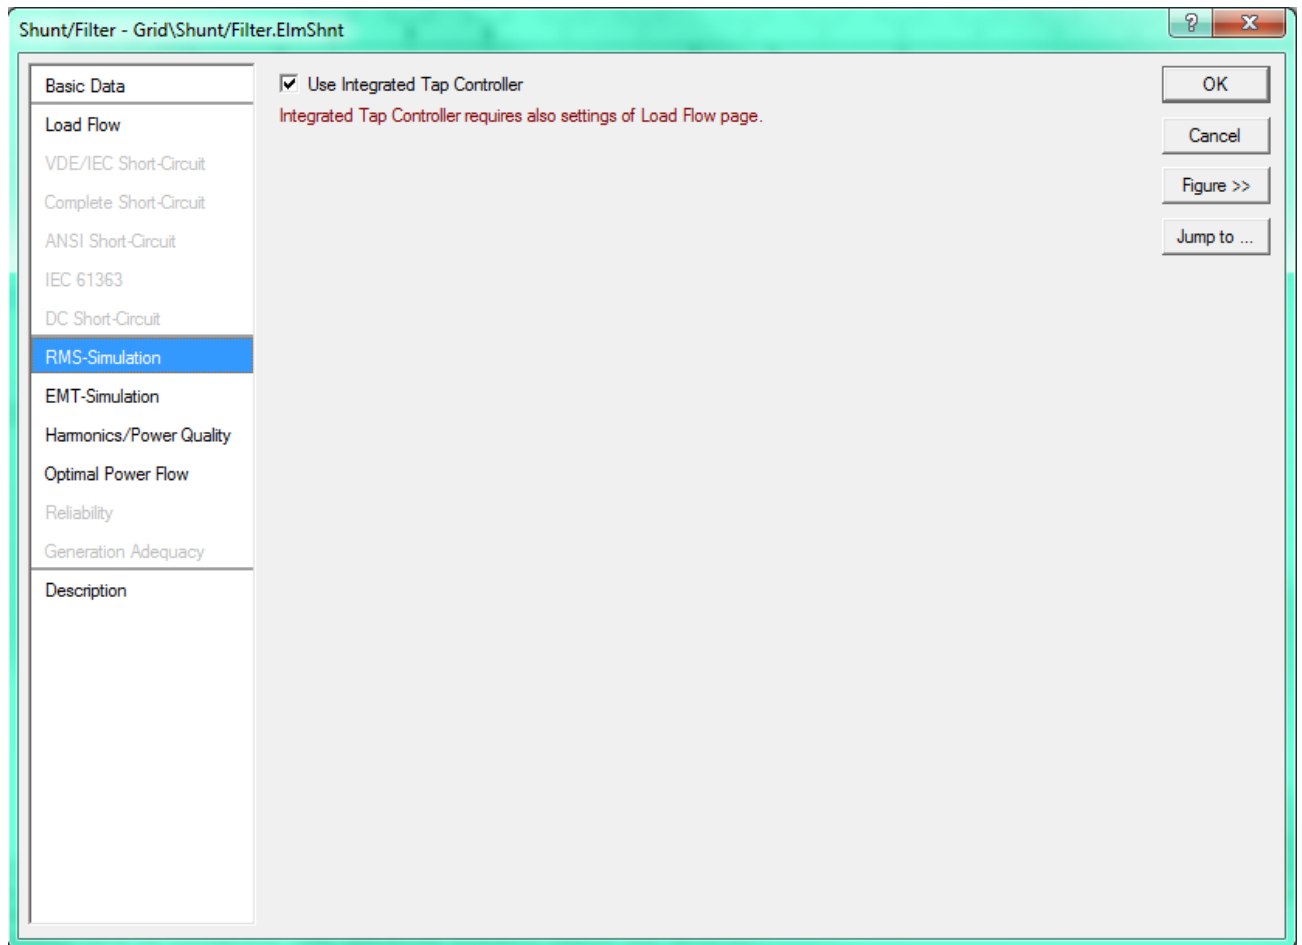 Shunt/Filter - Grid\Shunt/Filter.ElmShnt
Basic Data
Load Flow
VDE/IEC Short-Circuit
Complete Short-Circuit
ANSI Short-Circuit
IEC 61363
DC Short-Circuit
RMS-Simulation
EMT-Simulation
Harmonics/Power Quality
Optimal Power Flow
Reliability
Generation Adequacy
Description
Use Integrated Tap Controller
Integrated Tap Controller requires also settings of Load Flow page.
OK
Cancel
Figure >>
Jump to ...